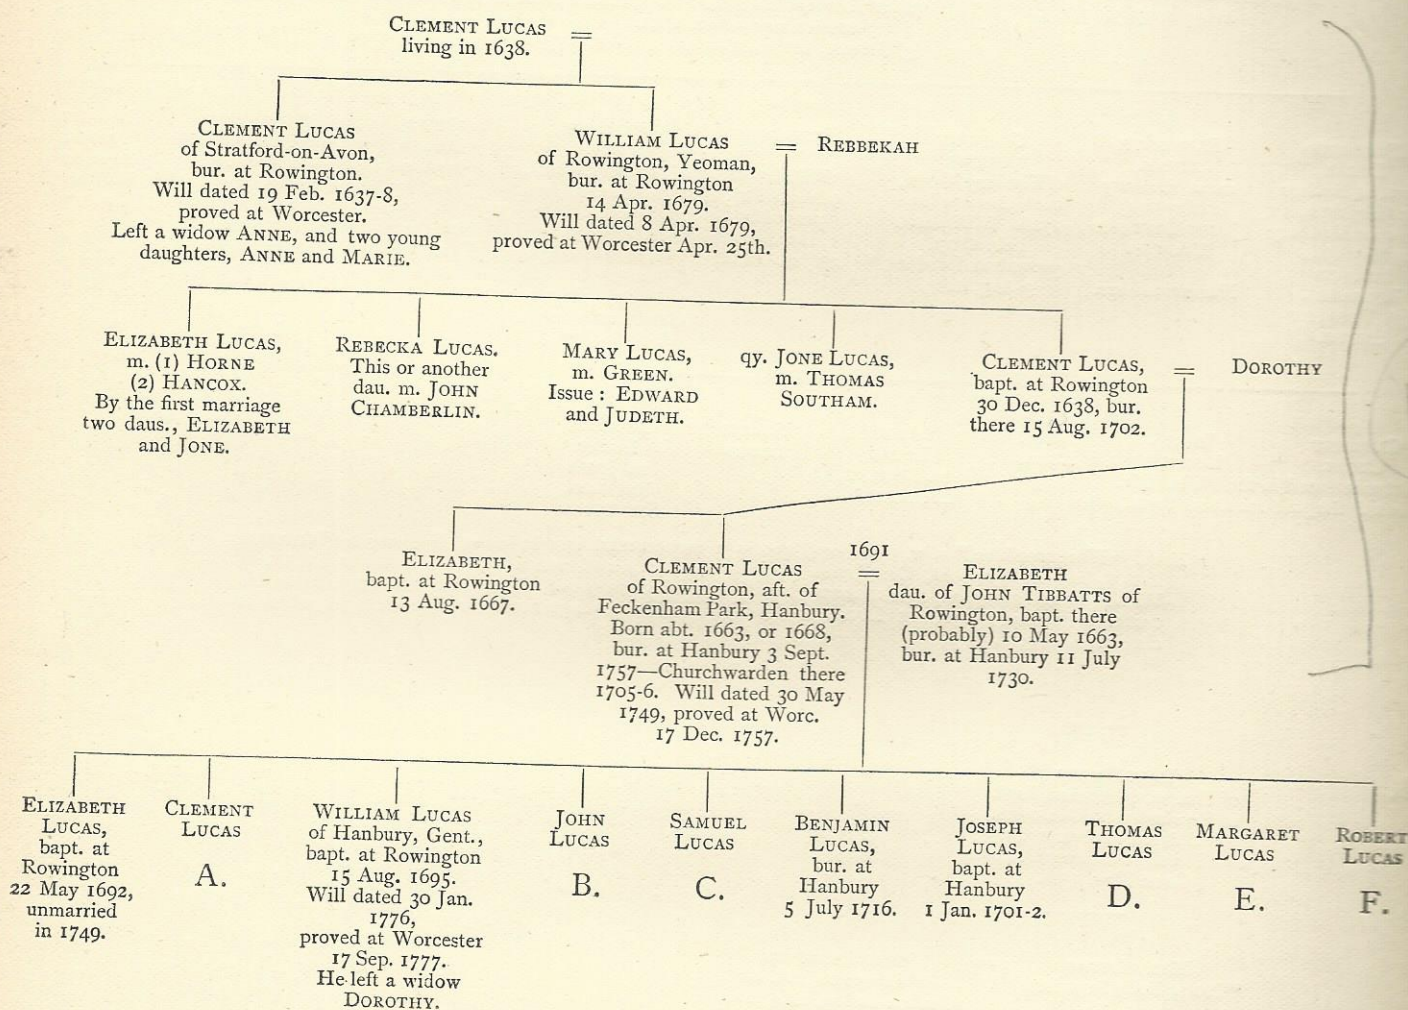 CLEMENT LUCAS
living in 1638.
=
CLEMENT LUCAS
of Stratford-on-Avon,
bur. at Rowington.
Will dated 19 Feb. 1637-8,
proved at Worcester.
Left a widow ANNE, and two young
daughters, ANNE and MARIE.
WILLIAM LUCAS
of Rowington, Yeoman,
bur. at Rowington
14 Apr. 1679.
Will dated 8 Apr. 1679,
proved at Worcester Apr. 25th.
=
REBBEKAH
ELIZABETH LUCAS,
m. (1) HORNE
(2) HANCOX.
By the first marriage
two daus., ELIZABETH
and JONE.
REBECKA LUCAS.
This or another
dau. m. JOHN
CHAMBERLIN.
MARY LUCAS,
m. GREEN.
Issue : EDWARD
and JUDETH.
qy. JONE LUCAS,
m. THOMAS
SOUTHAM.
CLEMENT LUCAS,
bapt. at Rowington
30 Dec. 1638, bur.
there 15 Aug. 1702.
=
DOROTHY
ELIZABETH,
bapt. at Rowington
13 Aug. 1667.
CLEMENT LUCAS
of Rowington, aft. of
Feckenham Park, Hanbury.
Born abt. 1663, or 1668,
bur. at Hanbury 3 Sept.
1757—Churchwarden there
1705-6. Will dated 30 May
1749, proved at Worc.
17 Dec. 1757.
1691
=
ELIZABETH
dau. of JOHN TIBBATTS of
Rowington, bapt. there
(probably) 10 May 1663,
bur. at Hanbury 11 July
1730.
ELIZABETH
LUCAS,
bapt. at
Rowington
22 May 1692,
unmarried
in 1749.
CLEMENT
LUCAS
A.
WILLIAM LUCAS
of Hanbury, Gent.,
bapt. at Rowington
15 Aug. 1695.
Will dated 30 Jan.
1776,
proved at Worcester
17 Sep. 1777.
He left a widow
DOROTHY.
JOHN
LUCAS
B.
SAMUEL
LUCAS
C.
BENJAMIN
LUCAS,
bur. at
Hanbury
5 July 1716.
JOSEPH
LUCAS,
bapt. at
Hanbury
1 Jan. 1701-2.
THOMAS
LUCAS
D.
MARGARET
LUCAS
E.
ROBERT
LUCAS
F.